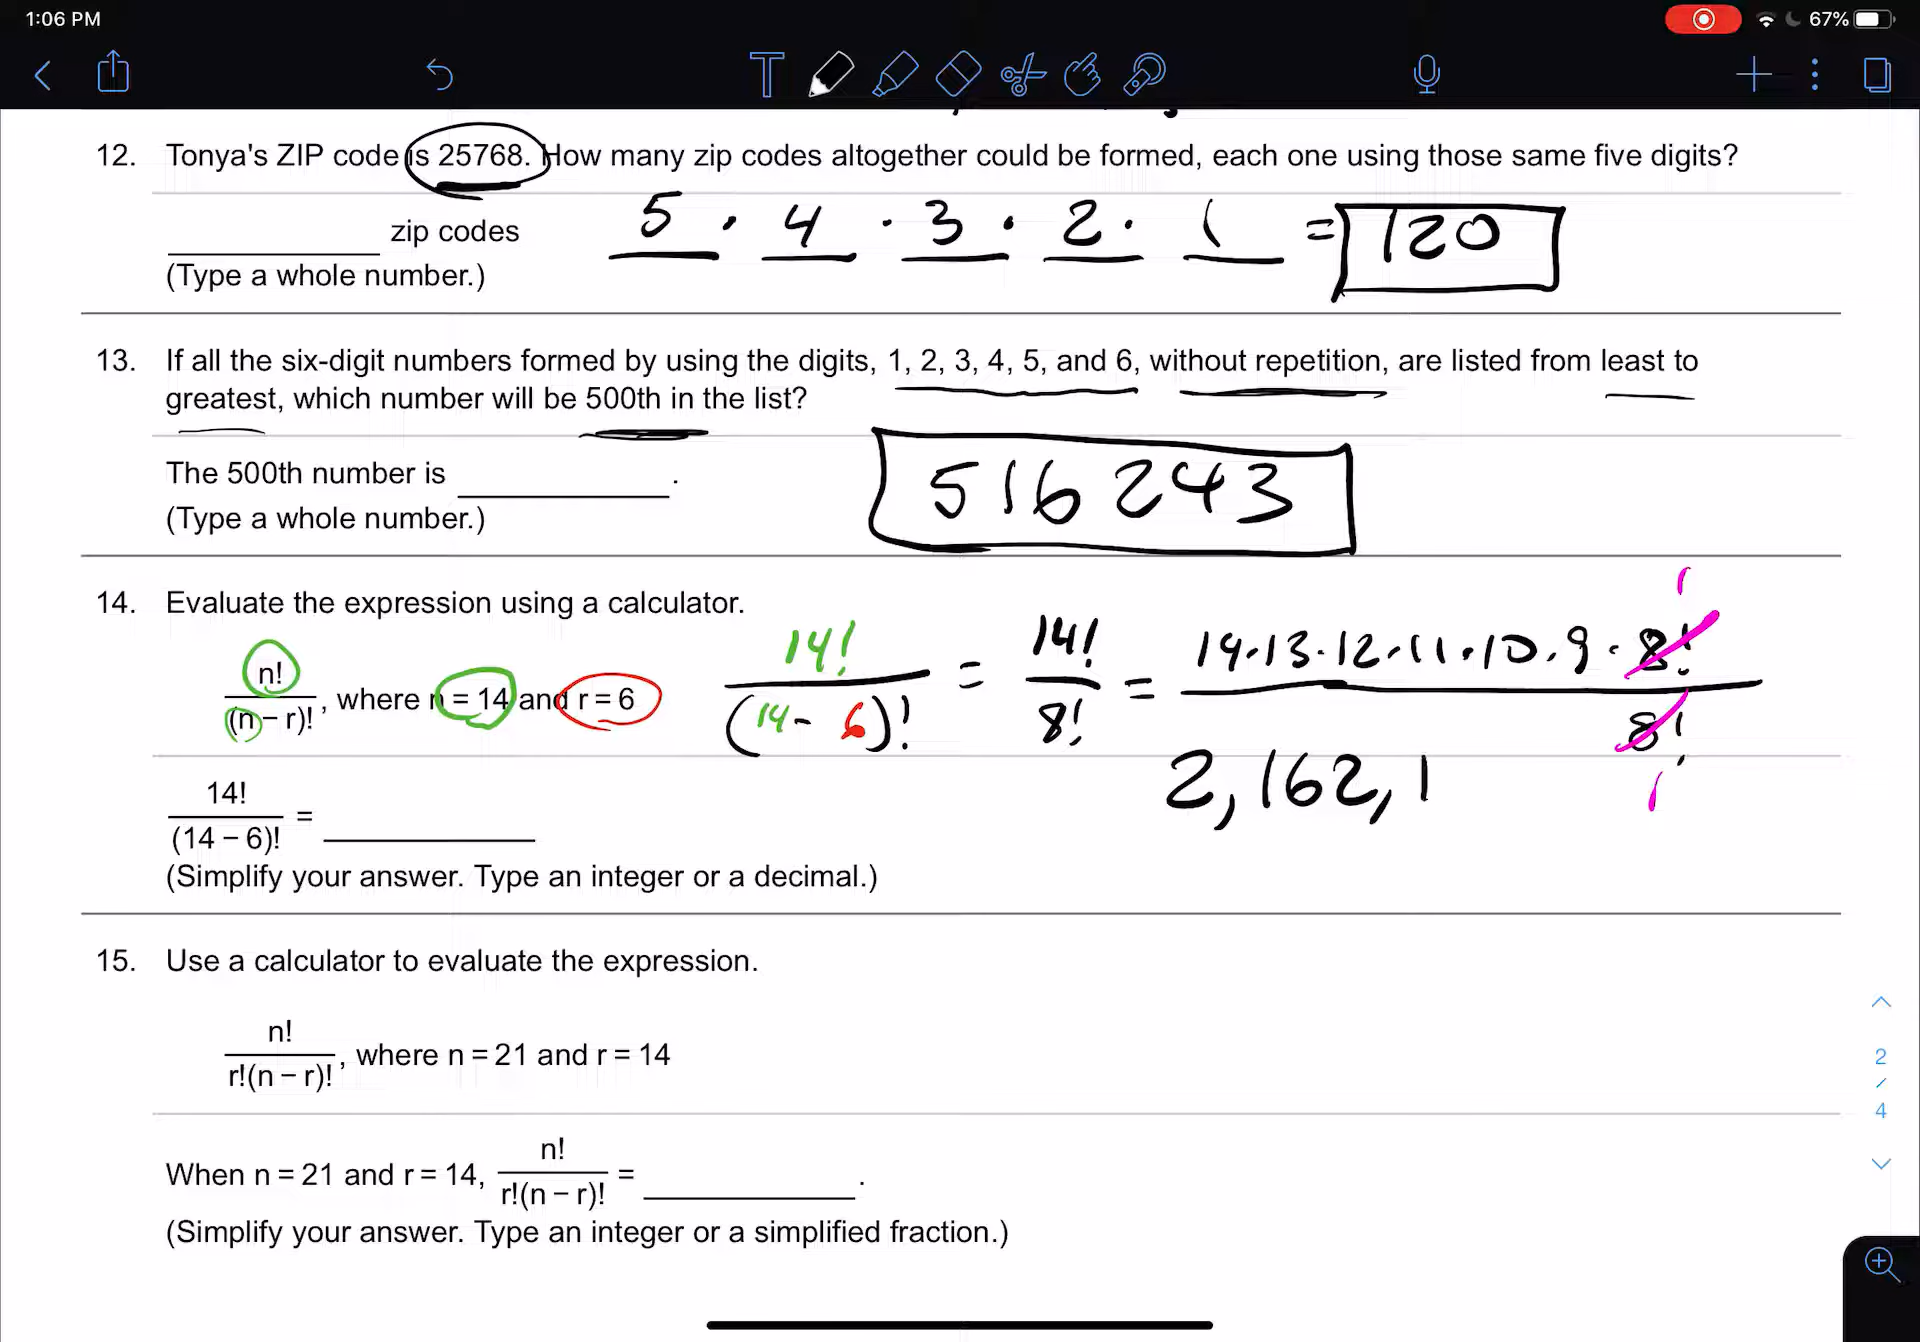 1:06 PM 67%
12. Tonya's ZIP code is 25768. How many zip codes altogether could be formed, each one using those same five digits?
5 · 4 · 3 · 2 · 1 = 120
zip codes
(Type a whole number.)
13. If all the six-digit numbers formed by using the digits, 1, 2, 3, 4, 5, and 6, without repetition, are listed from least to
greatest, which number will be 500th in the list?
The 500th number is ____________.
516243
(Type a whole number.)
14. Evaluate the expression using a calculator.
n!/(n − r)!, where n = 14 and r = 6
14!/(14 - 6)! = 14!/8! = 14·13·12·11·10·9·8!/8!
1
1
2,162,1
14!/(14 − 6)! = ____________
(Simplify your answer. Type an integer or a decimal.)
15. Use a calculator to evaluate the expression.
n!/r!(n − r)!, where n = 21 and r = 14
When n = 21 and r = 14, n!/r!(n − r)! = ____________.
(Simplify your answer. Type an integer or a simplified fraction.)
2
/
4